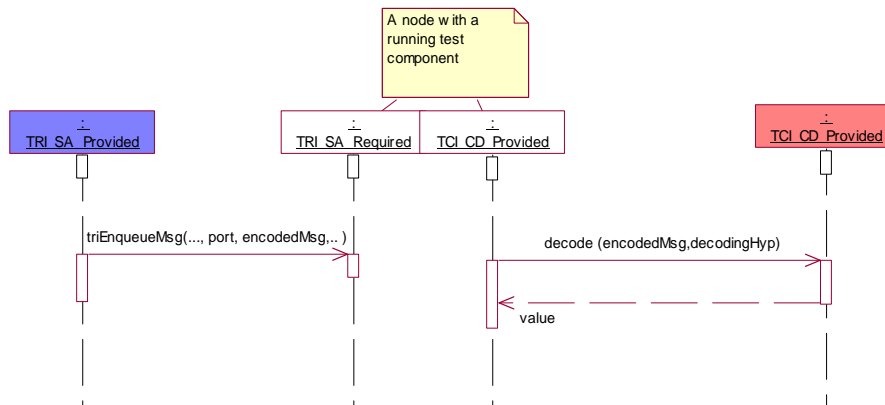 A node with a
running test
component
:
TRI_SA_Provided
:
TRI_SA_Required
:
TCI_CD_Provided
:
TCI_CD_Provided
triEnqueueMsg(..., port, encodedMsg,.. )
decode (encodedMsg,decodingHyp)
value